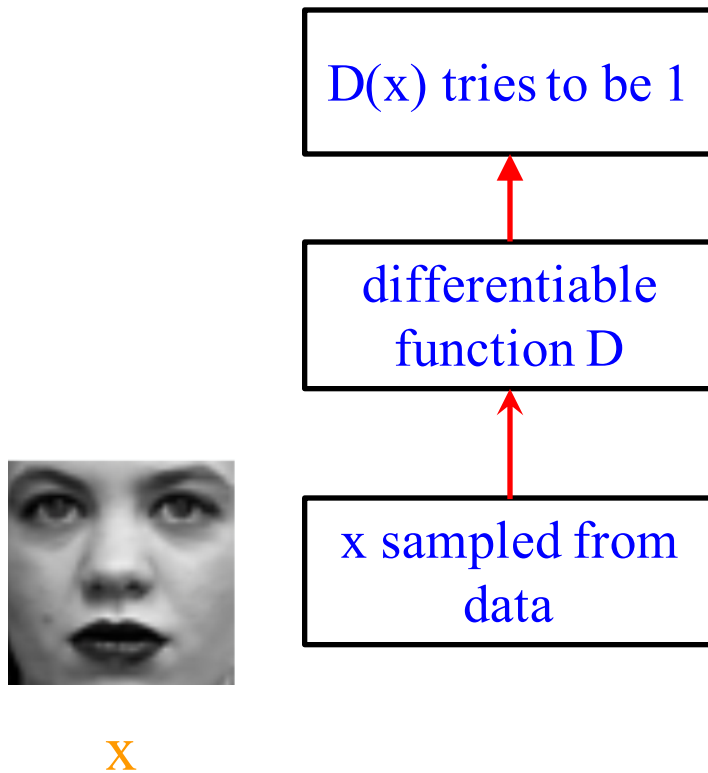 D(x) tries to be 1
differentiable
function D
x sampled from
data
x